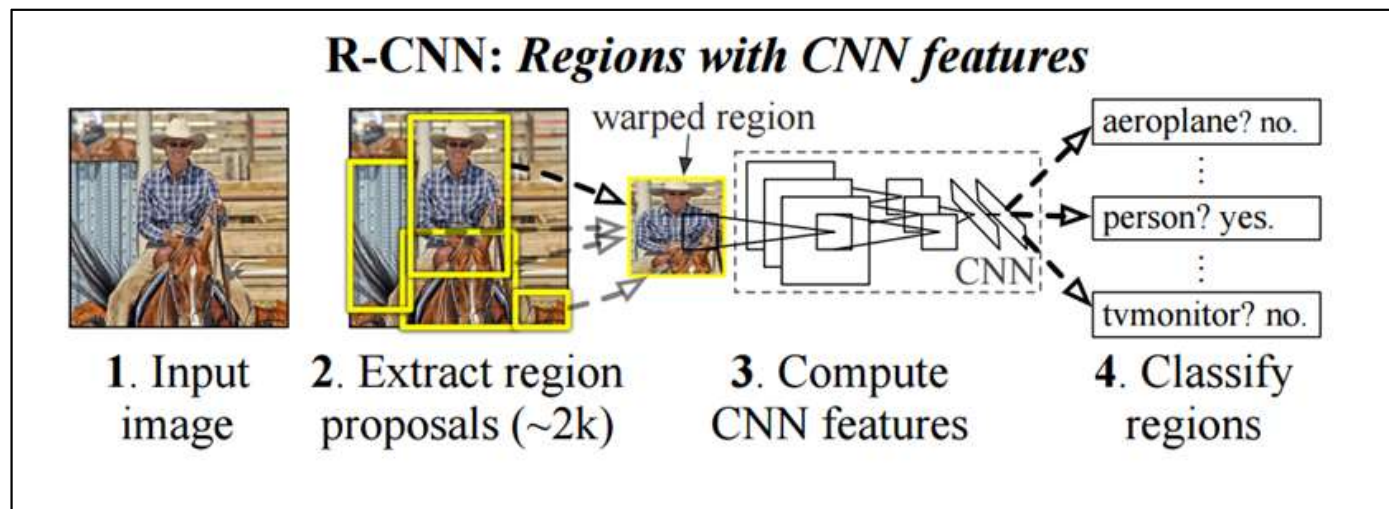 R-CNN: Regions with CNN features
warped region
aeroplane? no.
person? yes.
CNN
tvmonitor? no.
1. Input
image
2. Extract region
proposals (~2k)
3. Compute
CNN features
4. Classify
regions